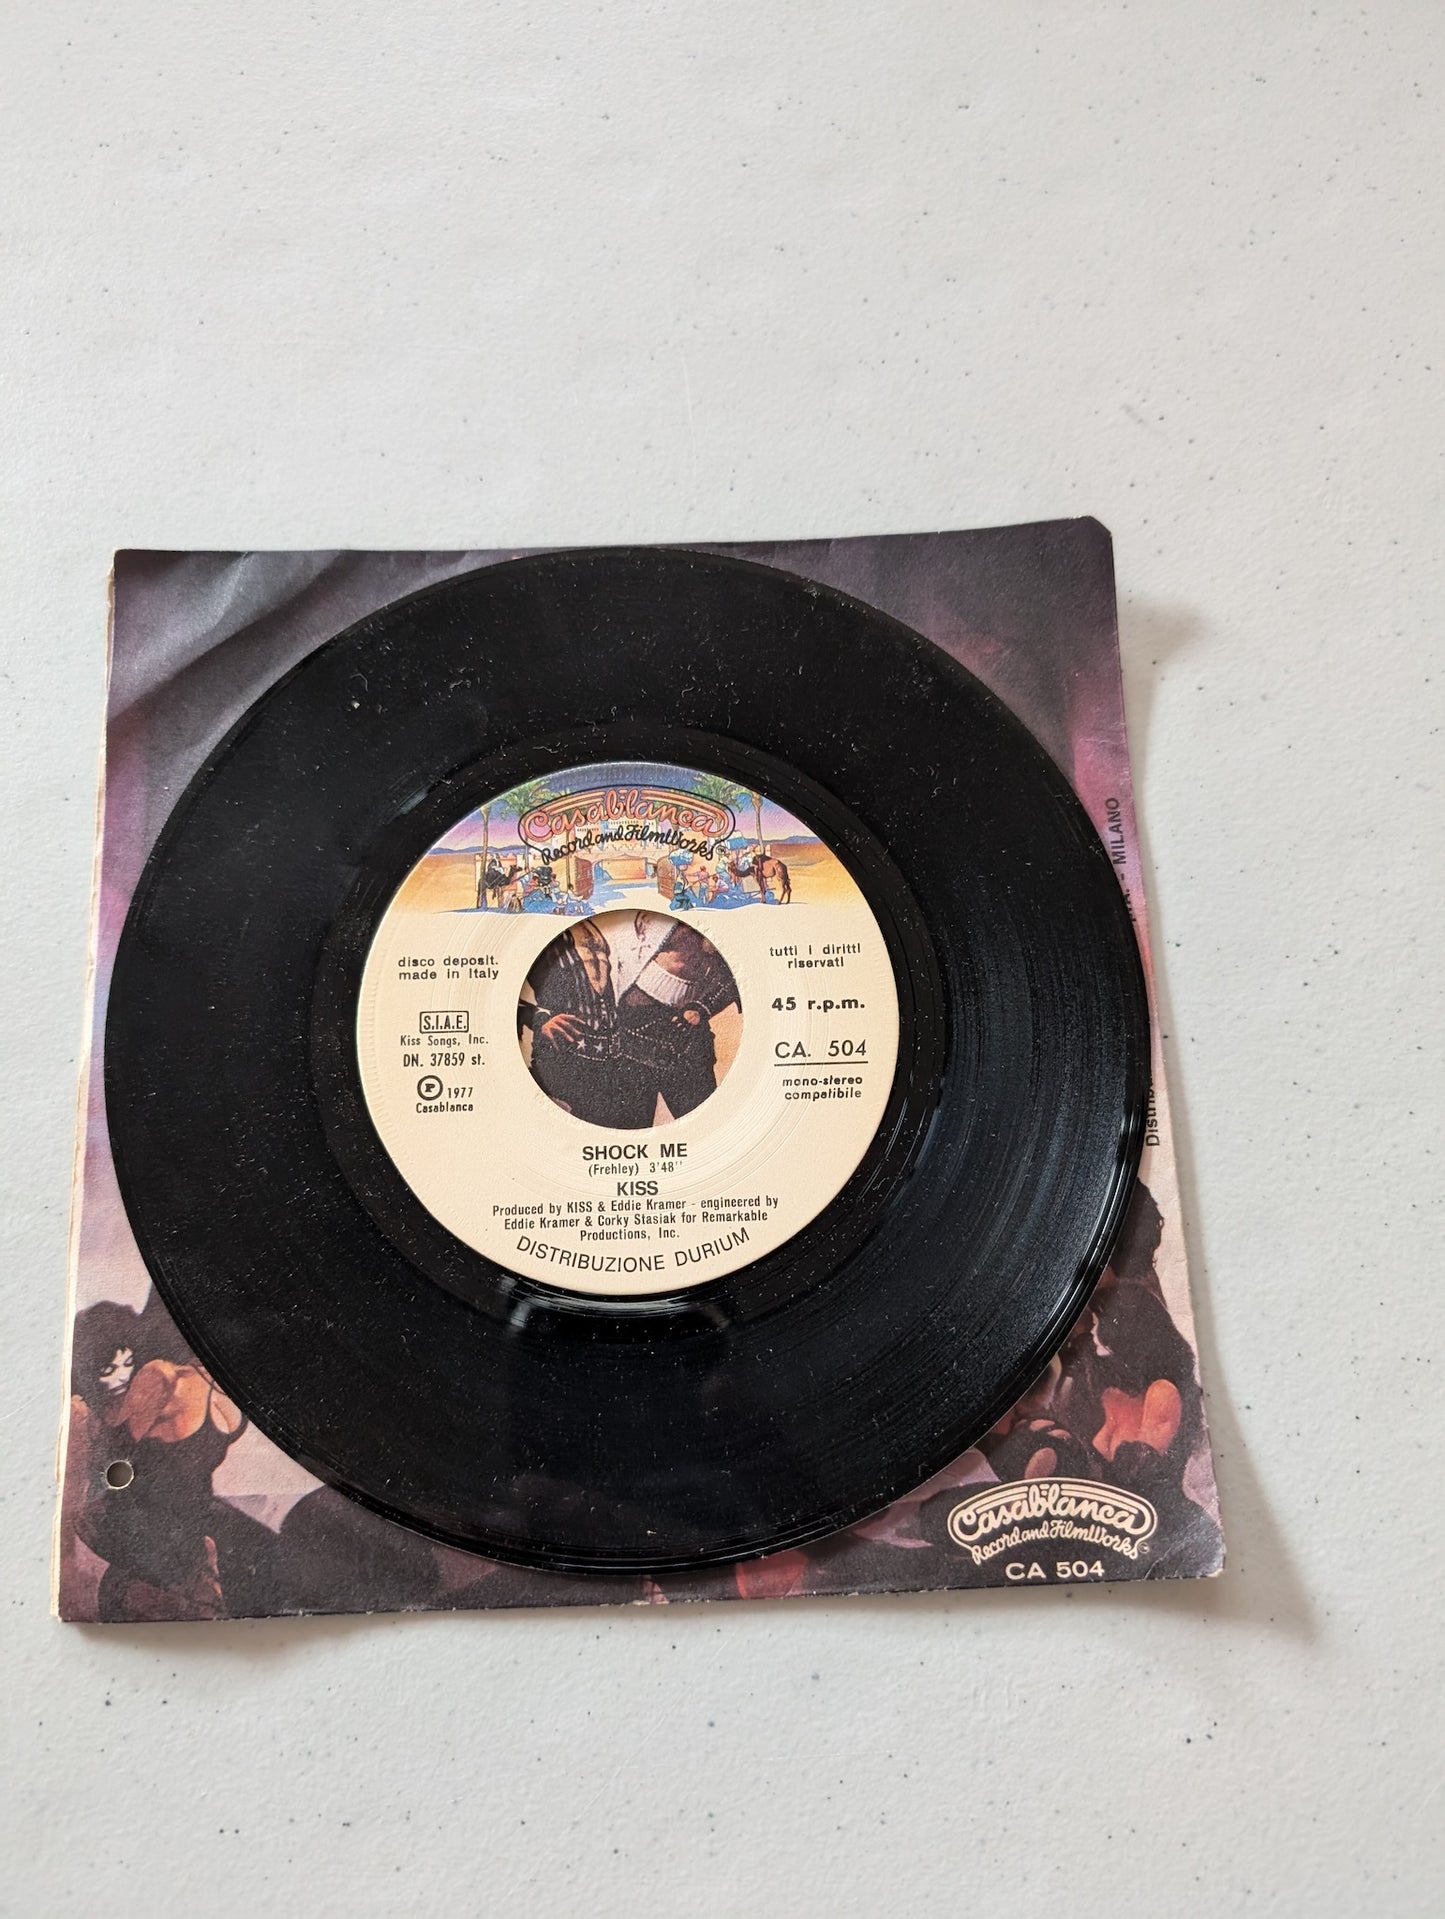 Casablanca
Record and FilmWorks
disco deposit.
made in Italy
S.I.A.E.
Kiss Songs, Inc.
DN. 37859 st.
P 1977
Casablanca
tutti i diritti
riservati
45 r.p.m.
CA. 504
mono-stereo
compatibile
SHOCK ME
(Frehley) 3'48''
KISS
Produced by KISS & Eddie Kramer - engineered by
Eddie Kramer & Corky Stasiak for Remarkable
Productions, Inc.
DISTRIBUZIONE DURIUM
- MILANO
Casablanca
Record and FilmWorks
CA 504